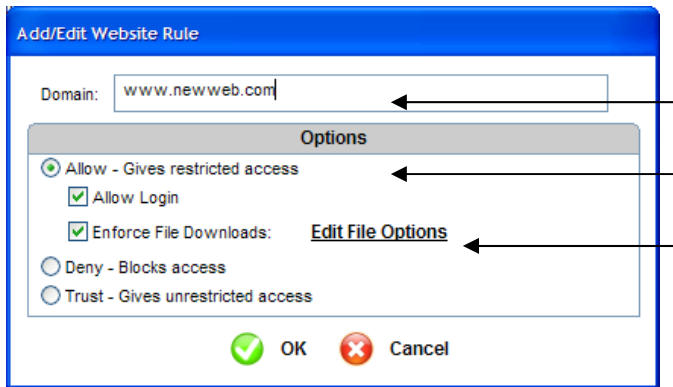 Add/Edit Website Rule
Domain: www.newweb.com
Options
Allow - Gives restricted access
Allow Login
Enforce File Downloads: Edit File Options
Deny - Blocks access
Trust - Gives unrestricted access
OK Cancel